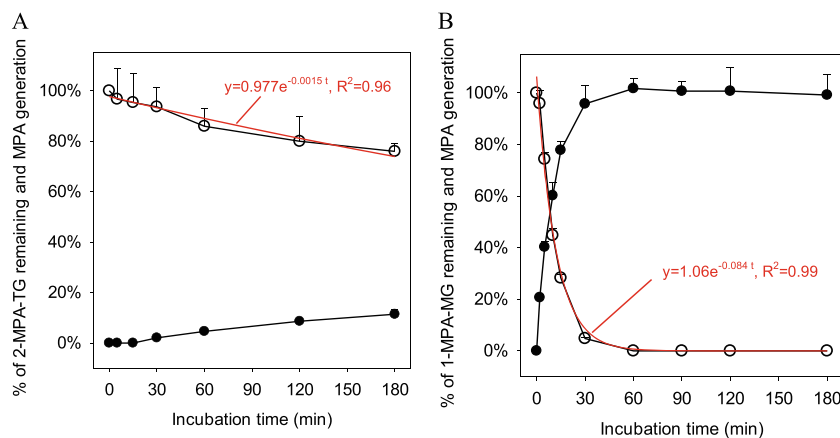 A
% of 2-MPA-TG remaining and MPA generation
100%
80%
60%
40%
20%
0%
y=0.977e^-0.0015 t, R²=0.96
0 30 60 90 120 150 180
Incubation time (min)
B
% of 1-MPA-MG remaining and MPA generation
100%
80%
60%
40%
20%
0%
y=1.06e^-0.084 t, R²=0.99
0 30 60 90 120 150 180
Incubation time (min)